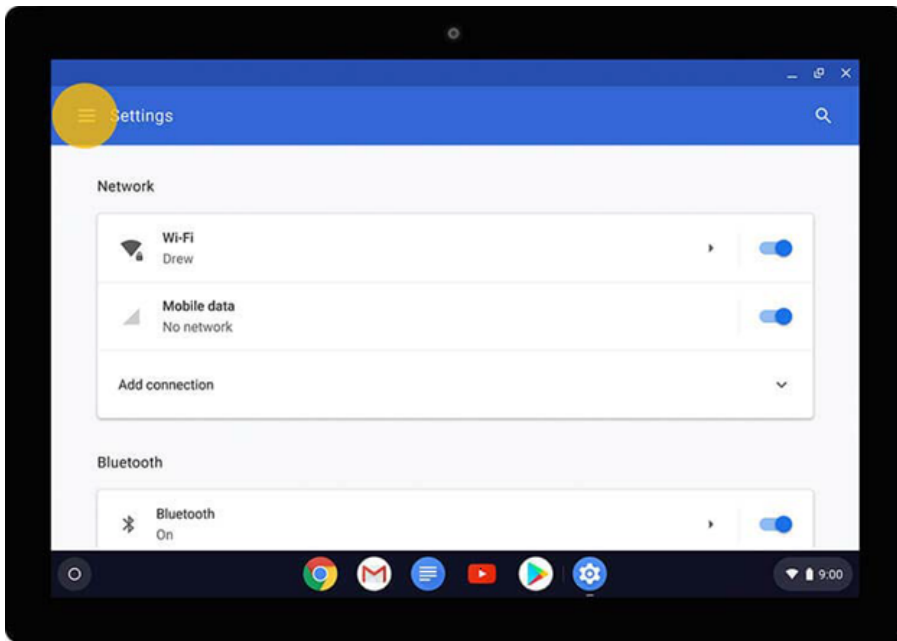 Settings
Network
Wi-Fi
Drew
Mobile data
No network
Add connection
Bluetooth
Bluetooth
On
9:00